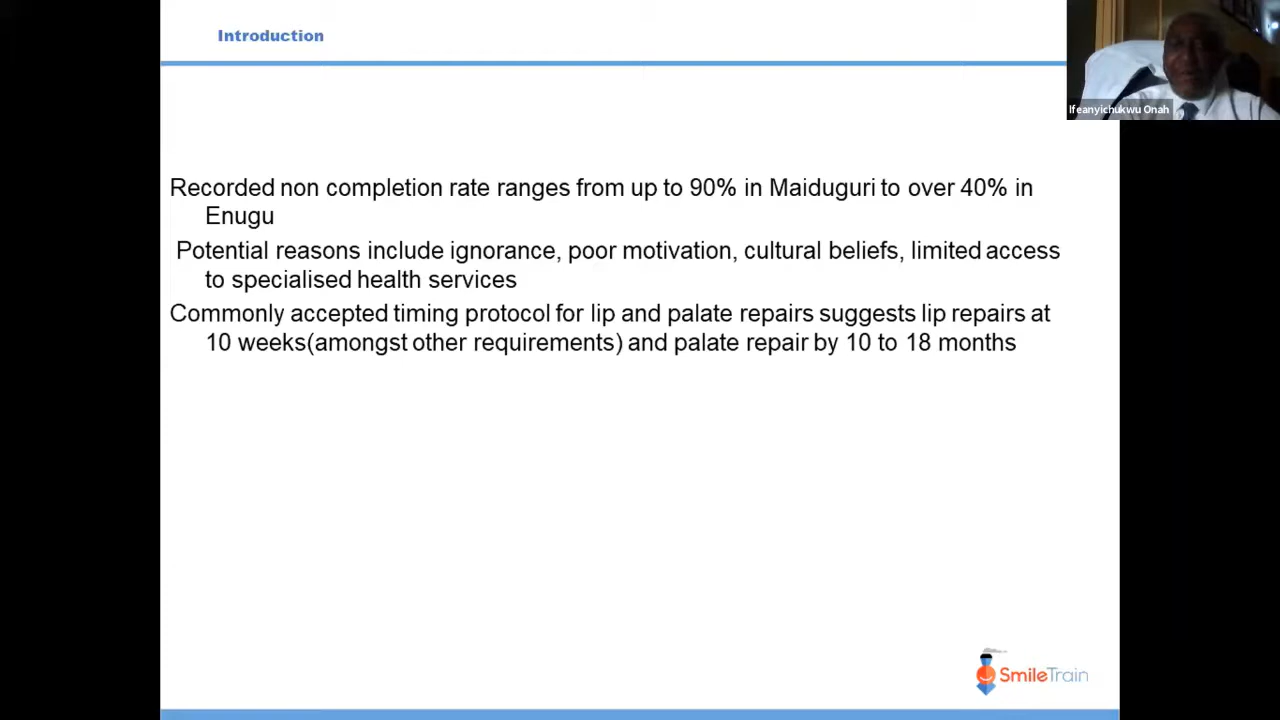 Introduction
Ifeanyichukwu Onah
Recorded non completion rate ranges from up to 90% in Maiduguri to over 40% in
Enugu
Potential reasons include ignorance, poor motivation, cultural beliefs, limited access
to specialised health services
Commonly accepted timing protocol for lip and palate repairs suggests lip repairs at
10 weeks(amongst other requirements) and palate repair by 10 to 18 months
SmileTrain